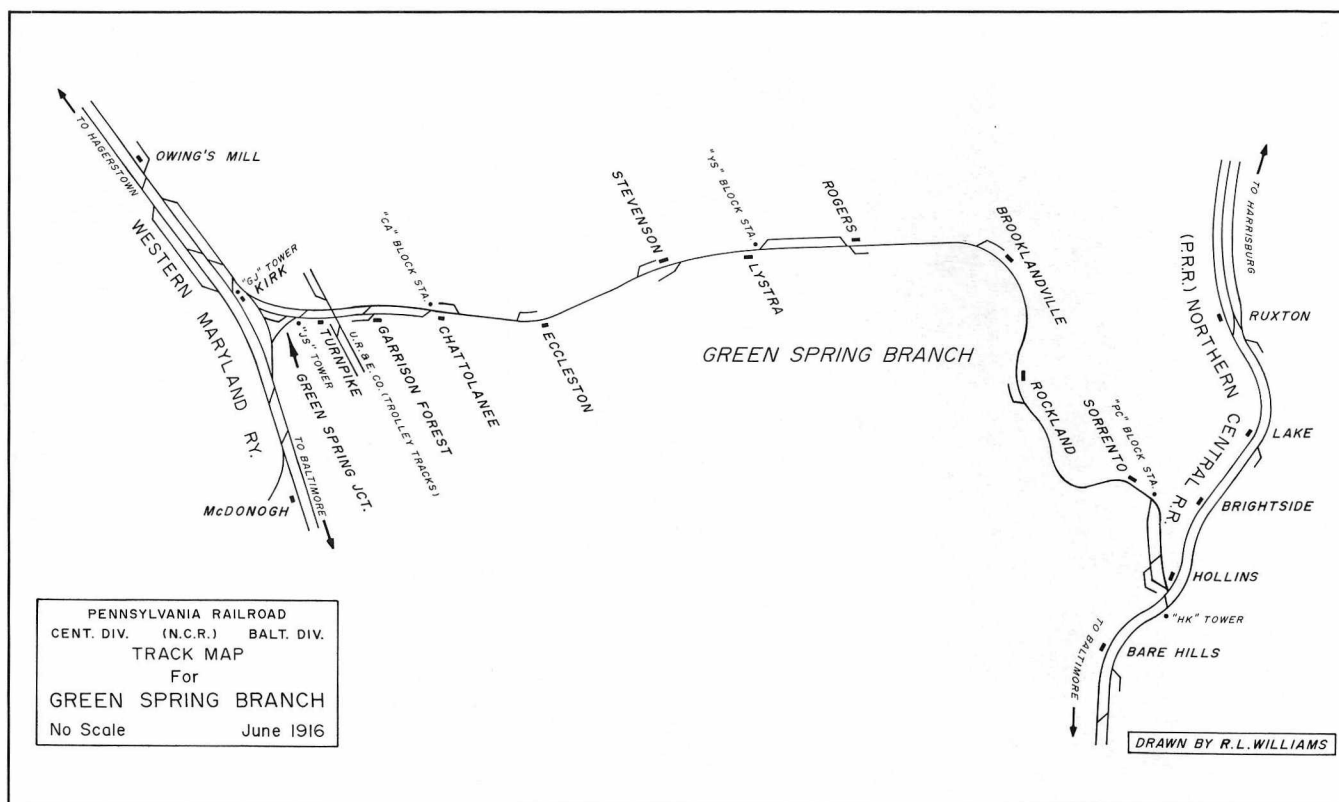 TO HAGERSTOWN
OWING'S MILL
WESTERN MARYLAND RY.
"GJ" TOWER
KIRK
"JS" TOWER
TURNPIKE
GREEN SPRING JCT.
U.R. & E. CO. (TROLLEY TRACKS)
GARRISON FOREST
"CA" BLOCK STA.
CHATTOLANEE
ECCLESTON
STEVENSON
"YS" BLOCK STA.
LYSTRA
ROGERS
BROOKLANDVILLE
GREEN SPRING BRANCH
ROCKLAND
SORRENTO
"PC" BLOCK STA.
TO HARRISBURG
(P.R.R.) NORTHERN CENTRAL R.R.
RUXTON
LAKE
BRIGHTSIDE
HOLLINS
"HK" TOWER
BARE HILLS
TO BALTIMORE
McDONOGH
TO BALTIMORE
PENNSYLVANIA RAILROAD
CENT. DIV. (N.C.R.) BALT. DIV.
TRACK MAP
For
GREEN SPRING BRANCH
No Scale June 1916
DRAWN BY R.L.WILLIAMS